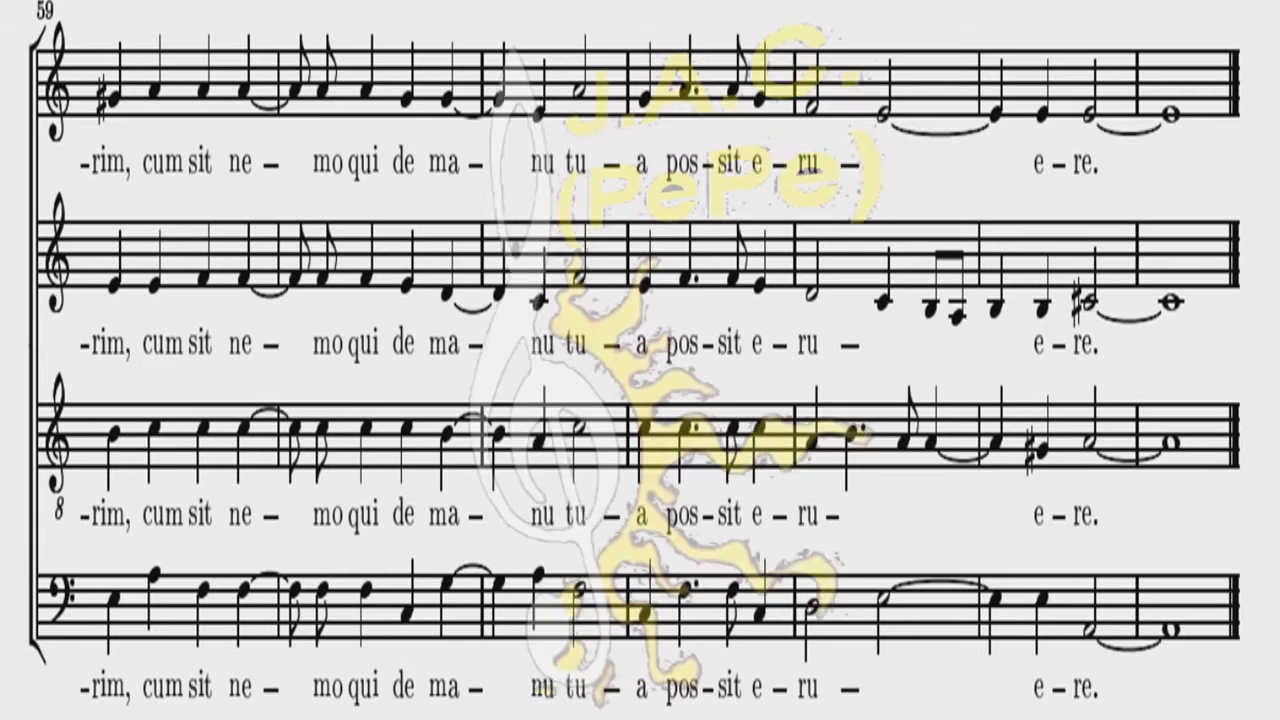 59
J.A.C.
-rim, cum sit ne – mo qui de ma – nu tu – a pos – sit e – ru – e – re.
(PePe)
-rim, cum sit ne – mo qui de ma – nu tu – a pos – sit e – ru – e – re.
8 -rim, cum sit ne – mo qui de ma – nu tu – a pos – sit e – ru – e – re.
-rim, cum sit ne – mo qui de ma – nu tu – a pos – sit e – ru – e – re.